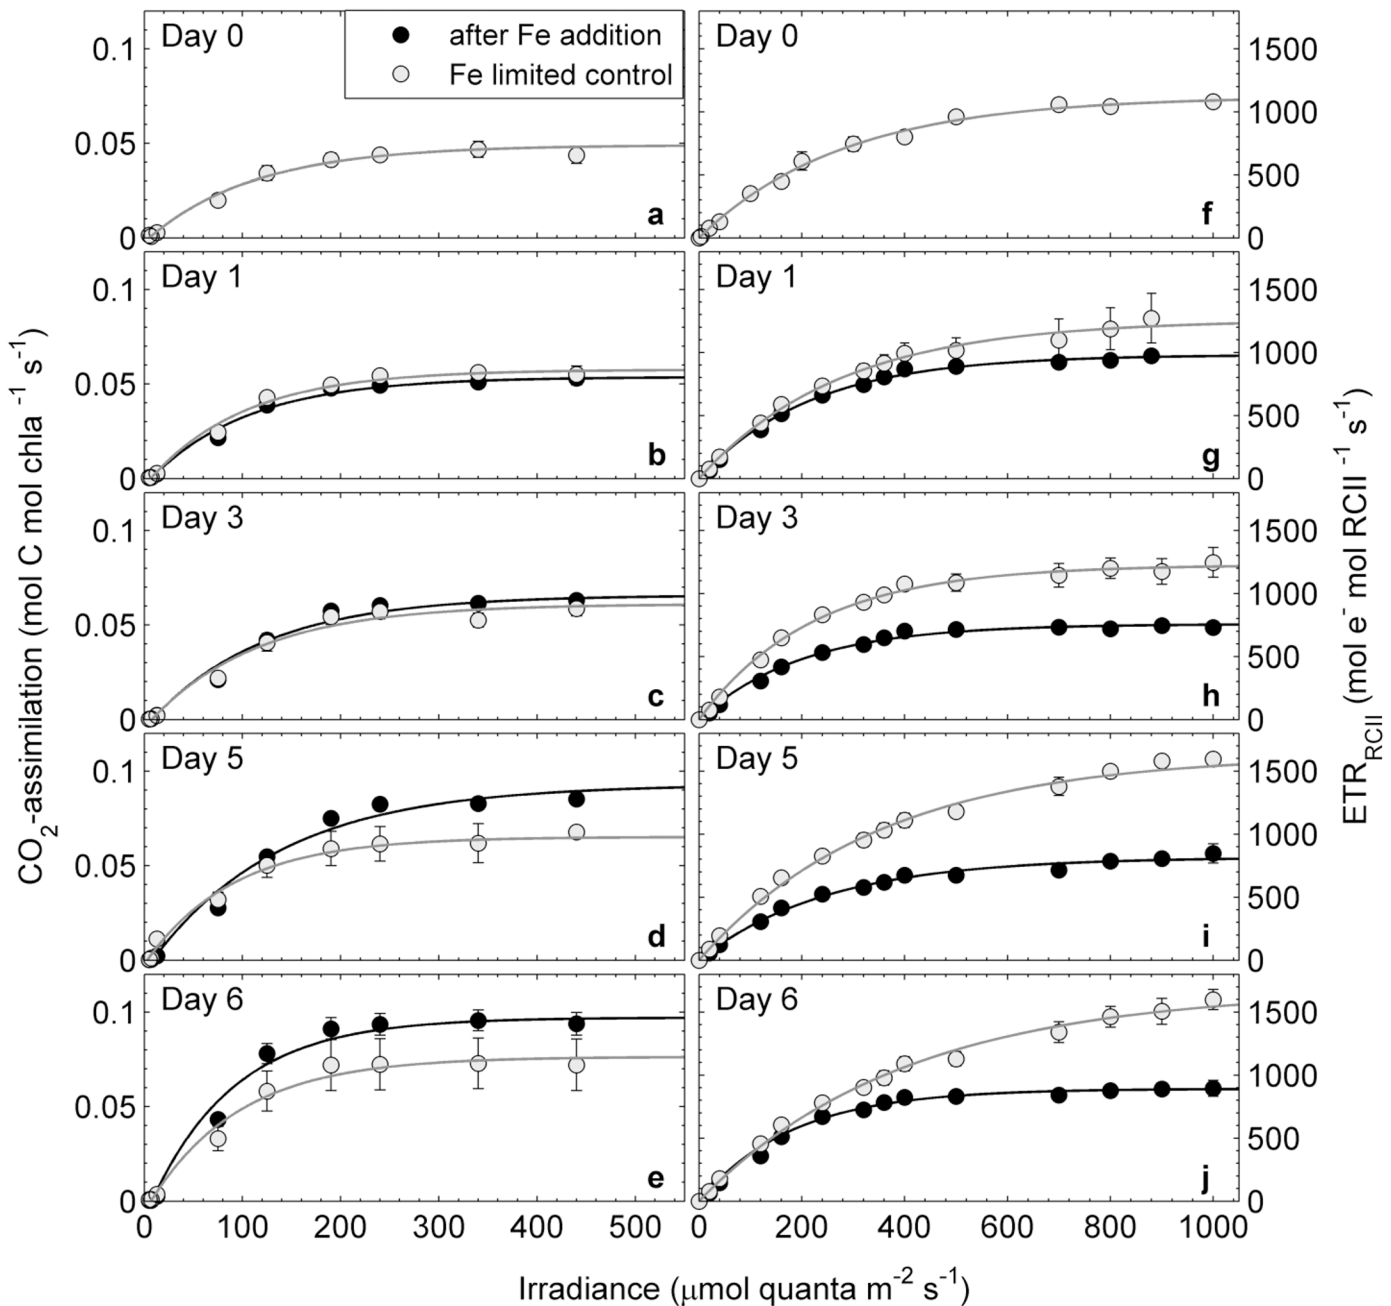 Day 0
after Fe addition
Fe limited control
0.1
0.05
0
a
Day 0
1500
1000
500
0
f
Day 1
0.1
0.05
0
b
Day 1
1500
1000
500
0
g
Day 3
0.1
0.05
0
c
Day 3
1500
1000
500
0
h
Day 5
0.1
0.05
0
d
Day 5
1500
1000
500
0
i
Day 6
0.1
0.05
0
e
Day 6
1500
1000
500
0
j
0 100 200 300 400 500
0 200 400 600 800 1000
CO₂-assimilation (mol C mol chla⁻¹ s⁻¹)
ETR_RCII (mol e⁻ mol RCII⁻¹ s⁻¹)
Irradiance (μmol quanta m⁻² s⁻¹)